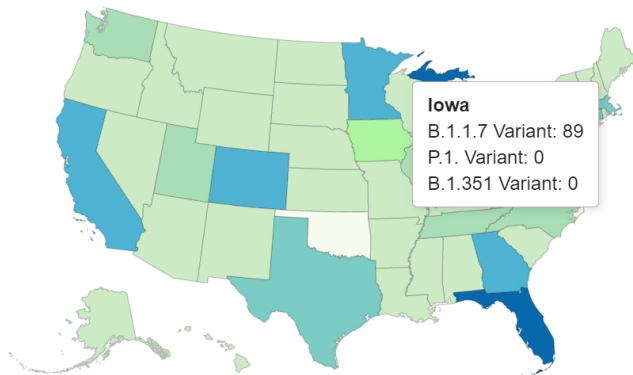 Iowa
B.1.1.7 Variant: 89
P.1. Variant: 0
B.1.351 Variant: 0